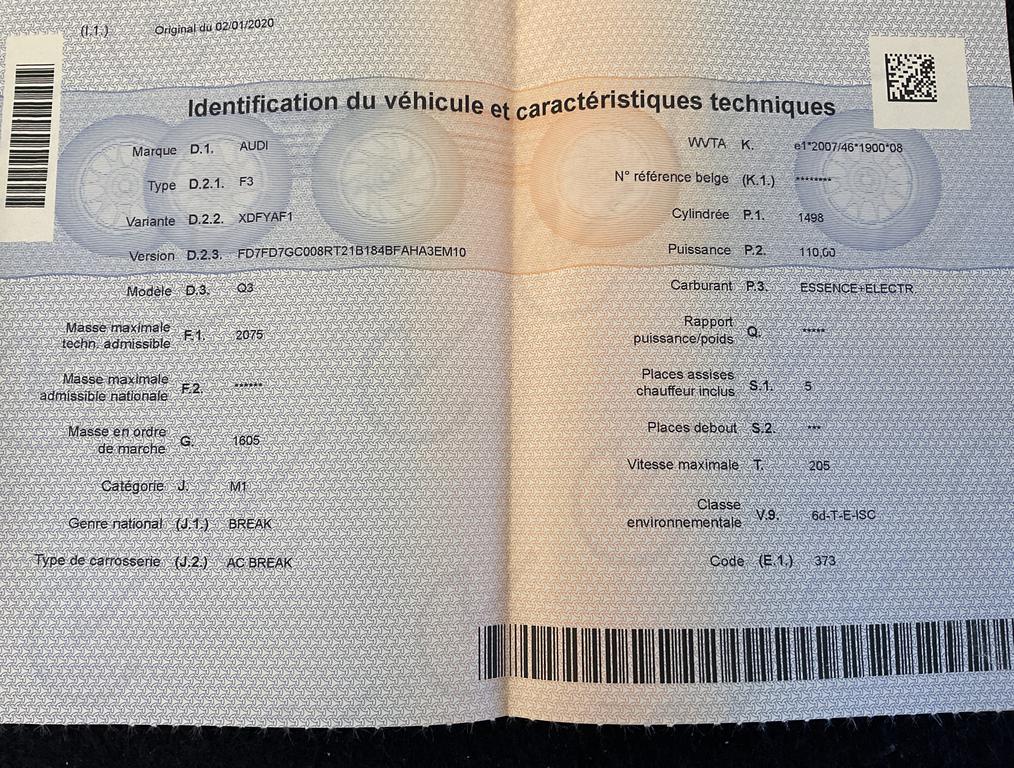 (I.1.) Original du 02/01/2020
Identification du véhicule et caractéristiques techniques
Marque D.1. AUDI
Type D.2.1. F3
Variante D.2.2. XDFYAF1
Version D.2.3. FD7FD7GC008RT21B184BFAHA3EM10
Modèle D.3. Q3
Masse maximale
techn. admissible F.1. 2075
Masse maximale
admissible nationale F.2. ******
Masse en ordre
de marche G. 1605
Catégorie J. M1
Genre national (J.1.) BREAK
Type de carrosserie (J.2.) AC BREAK
WVTA K. e1*2007/46*1900*08
N° référence belge (K.1.) ********
Cylindrée P.1. 1498
Puissance P.2. 110,00
Carburant P.3. ESSENCE+ELECTR.
Rapport
puissance/poids Q. *****
Places assises
chauffeur inclus S.1. 5
Places debout S.2. ***
Vitesse maximale T. 205
Classe
environnementale V.9. 6d-T-E-ISC
Code (E.1.) 373